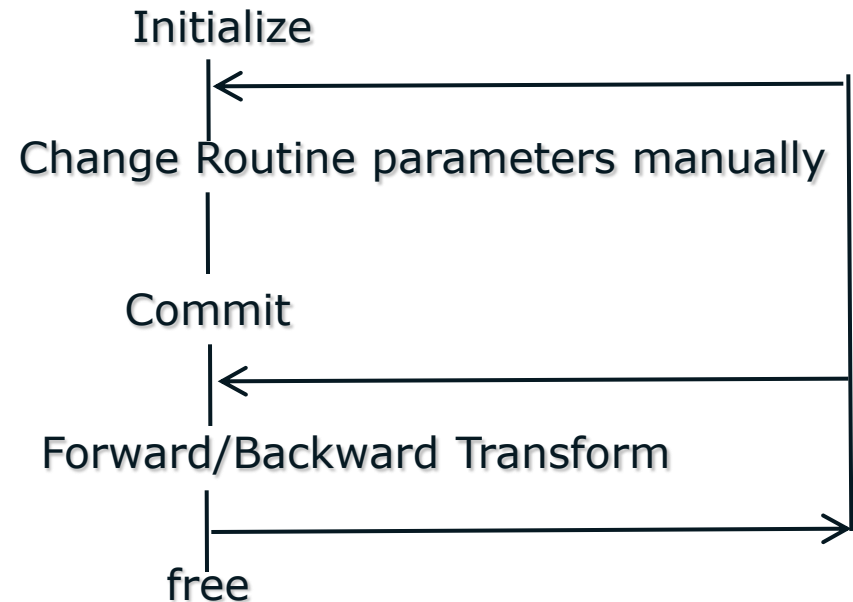 Initialize
Change Routine parameters manually
Commit
Forward/Backward Transform
free